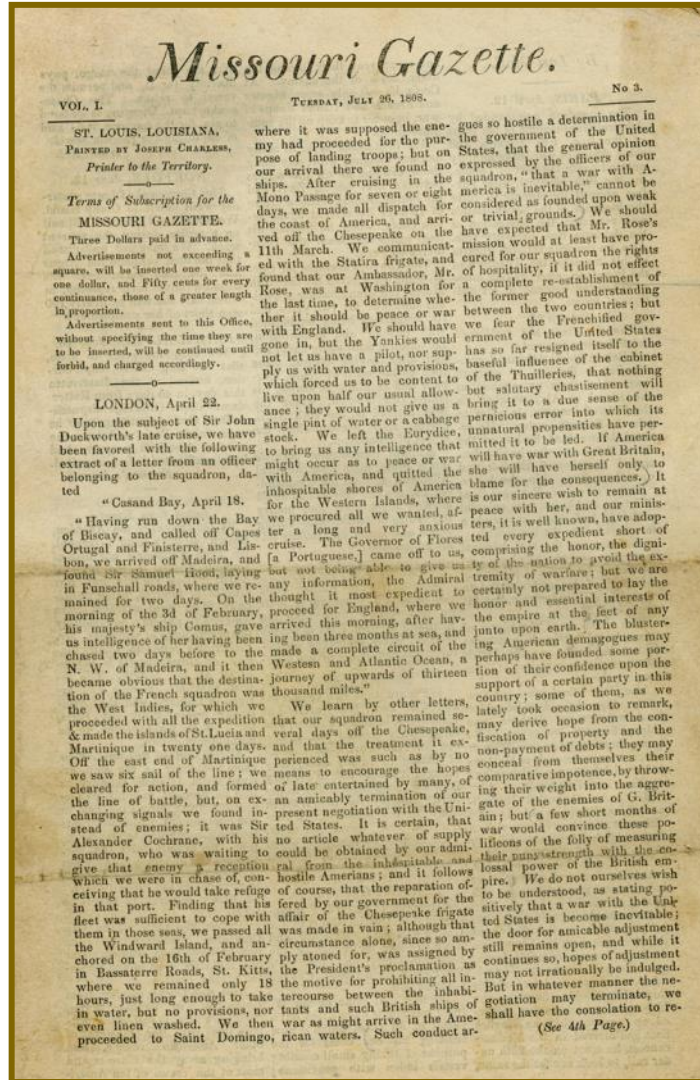 Missouri Gazette.
VOL. I.
TUESDAY, JULY 26, 1808.
No 3.
ST. LOUIS, LOUISIANA,
PRINTED BY JOSEPH CHARLESS,
Printer to the Territory.
Terms of Subscription for the
MISSOURI GAZETTE.
Three Dollars paid in advance.
Advertisements not exceeding a
square, will be inserted one week for
one dollar, and Fifty cents for every
continuance, those of a greater length
in proportion.
Advertisements sent to this Office,
without specifying the time they are
to be inserted, will be continued until
forbid, and charged accordingly.
LONDON, April 22.
Upon the subject of Sir John
Duckworth's late cruise, we have
been favored with the following
extract of a letter from an officer
belonging to the squadron, da-
ted
"Casand Bay, April 18.
"Having run down the Bay
of Biscay, and called off Capes
Ortugal and Finisterre, and Lis-
bon, we arrived off Madeira, and
found Sir Samuel Hood, laying
in Funschall roads, where we re-
mained for two days. On the
morning of the 3d of February,
his majesty's ship Comus, gave
us intelligence of her having been
chased two days before to the
N. W. of Madeira, and it then
became obvious that the destina-
tion of the French squadron was
the West Indies, for which we
proceeded with all the expedition
& made the islands of St. Lucia and
Martinique in twenty one days.
Off the east end of Martinique
we saw six sail of the line; we
cleared for action, and formed
the line of battle, but, on ex-
changing signals we found in-
stead of enemies; it was Sir
Alexander Cochrane, with his
squadron, who was waiting to
give that enemy a reception
which we were in chase of, con-
ceiving that he would take refuge
in that port. Finding that his
fleet was sufficient to cope with
them in those seas, we passed all
the Windward Island, and an-
chored on the 16th of February
in Bassaterre Roads, St. Kitts,
where we remained only 18
hours, just long enough to take
in water, but no provisions, nor
even linen washed. We then
proceeded to Saint Domingo,
where it was supposed the ene-
my had proceeded for the pur-
pose of landing troops; but on
our arrival there we found no
ships. After cruising in the
Mono Passage for seven or eight
days, we made all dispatch for
the coast of America, and arri-
ved off the Chesepeake on the
11th March. We communicat-
ed with the Statira frigate, and
found that our Ambassador, Mr.
Rose, was at Washington for
the last time, to determine whe-
ther it should be peace or war
with England. We should have
gone in, but the Yankies would
not let us have a pilot, nor sup-
ply us with water and provisions,
which forced us to be content to
live upon half our usual allow-
ance; they would not give us a
single pint of water or a cabbage
stock. We left the Eurydice,
to bring us any intelligence that
might occur as to peace or war
with America, and quitted the
inhospitable shores of America
for the Western Islands, where
we procured all we wanted, af-
ter a long and very anxious
cruise. The Governor of Flores
[a Portuguese,] came off to us,
but not being able to give us
any information, the Admiral
thought it most expedient to
proceed for England, where we
arrived this morning, after hav-
ing been three months at sea, and
made a complete circuit of the
Westesn and Atlantic Ocean, a
journey of upwards of thirteen
thousand miles."
We learn by other letters,
that our squadron remained se-
veral days off the Chesepeake,
and that the treatment it ex-
perienced was such as by no
means to encourage the hopes
of late entertained by many, of
an amicably termination of our
present negotiation with the Uni-
ted States. It is certain, that
no article whatever of supply
could be obtained by our admi-
ral from the inhospitable and
hostile Amerians; and it follows
of course, that the reparation of-
fered by our government for the
affair of the Chesepeake frigate
was made in vain; although that
circumstance alone, since so am-
ply atoned for, was assigned by
the President's proclamation as
the motive for prohibiting all in-
tercourse between the inhabi-
tants and such British ships of
war as might arrive in the Ame-
rican waters. Such conduct ar-
gues so hostile a determination in
the government of the United
States, that the general opinion
expressed by the officers of our
squadron, "that a war with A-
merica is inevitable," cannot be
considered as founded upon weak
or trivial grounds. We should
have expected that Mr. Rose's
mission would at least have pro-
cured for our squadron the rights
of hospitality, if it did not effect
a complete re-establishment of
the former good understanding
between the two countries; but
we fear the Frenchified gov-
ernment of the United States
has so far resigned itself to the
baseful influence of the cabinet
of the Thuilleries, that nothing
but salutary chastisement will
bring it to a due sense of the
pernicious error into which its
unnatural propensities have per-
mitted it to be led. If America
will have war with Great Britain,
she will have herself only to
blame for the consequences. It
is our sincere wish to remain at
peace with her, and our minis-
ters, it is well known, have adop-
ted every expedient short of
comprising the honor, the digni-
ty of the nation to avoid the ex-
tremity of warfare; but we are
certainly not prepared to lay the
honor and essential interests of
the empire at the feet of any
junto upon earth. The bluster-
ing American demagogues may
perhaps have founded some por-
tion of their confidence upon the
support of a certain party in this
country; some of them, as we
lately took occasion to remark,
may derive hope from the con-
fiscation of property and the
non-payment of debts; they may
conceal from themselves their
comparative impotence, by throw-
ing their weight into the aggre-
gate of the enemies of G. Brit-
ain; but a few short months of
war would convince these po-
lificons of the folly of measuring
their puny strength with the co-
lossal power of the British em-
pire. We do not ourselves wish
to be understood, as stating po-
sitively that a war with the Uni-
ted States is become inevitable;
the door for amicable adjustment
still remains open, and while it
continues so, hopes of adjustment
may not irrationally be indulged.
But in whatever manner the ne-
gotiation may terminate, we
shall have the consolation to re-
(See 4th Page.)